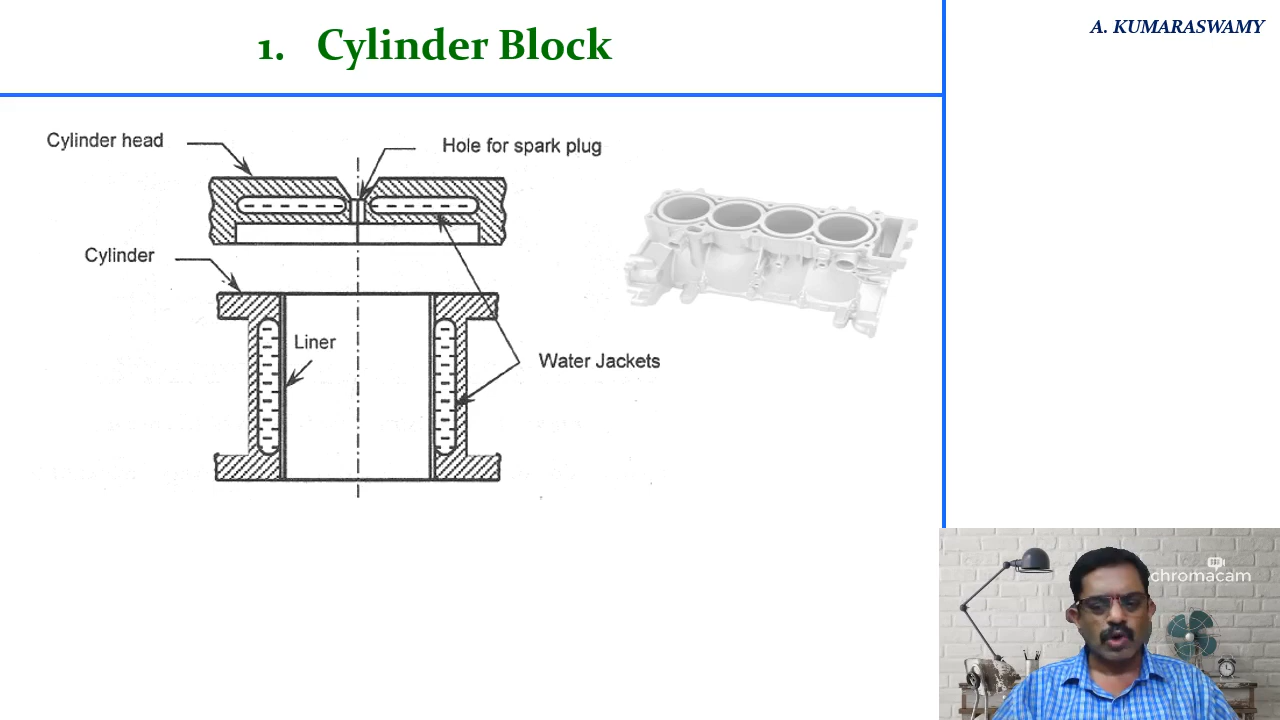 1. Cylinder Block
A. KUMARASWAMY
Cylinder head
Hole for spark plug
Cylinder
Liner
Water Jackets
chromacam